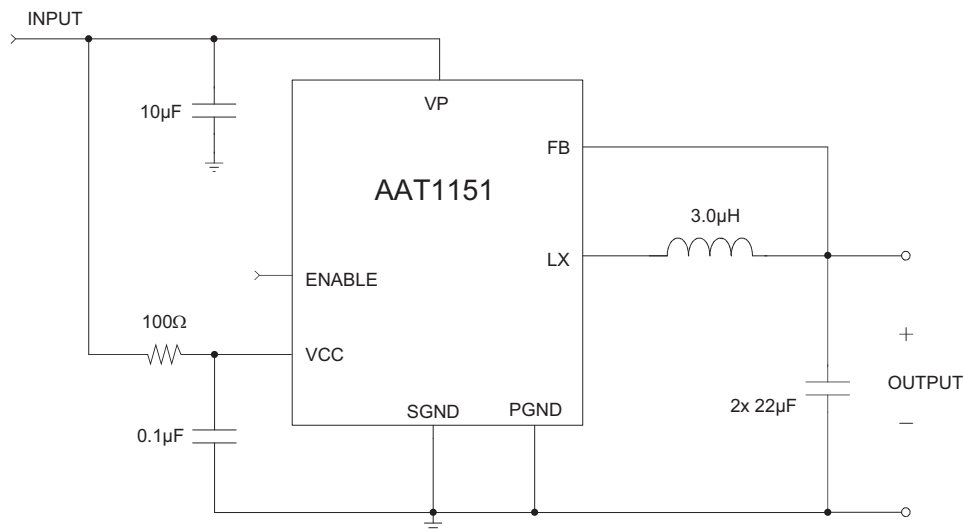 INPUT
VP
10µF
FB
AAT1151
3.0µH
LX
ENABLE
100Ω
VCC
+
OUTPUT
2x 22µF
SGND
PGND
–
0.1µF